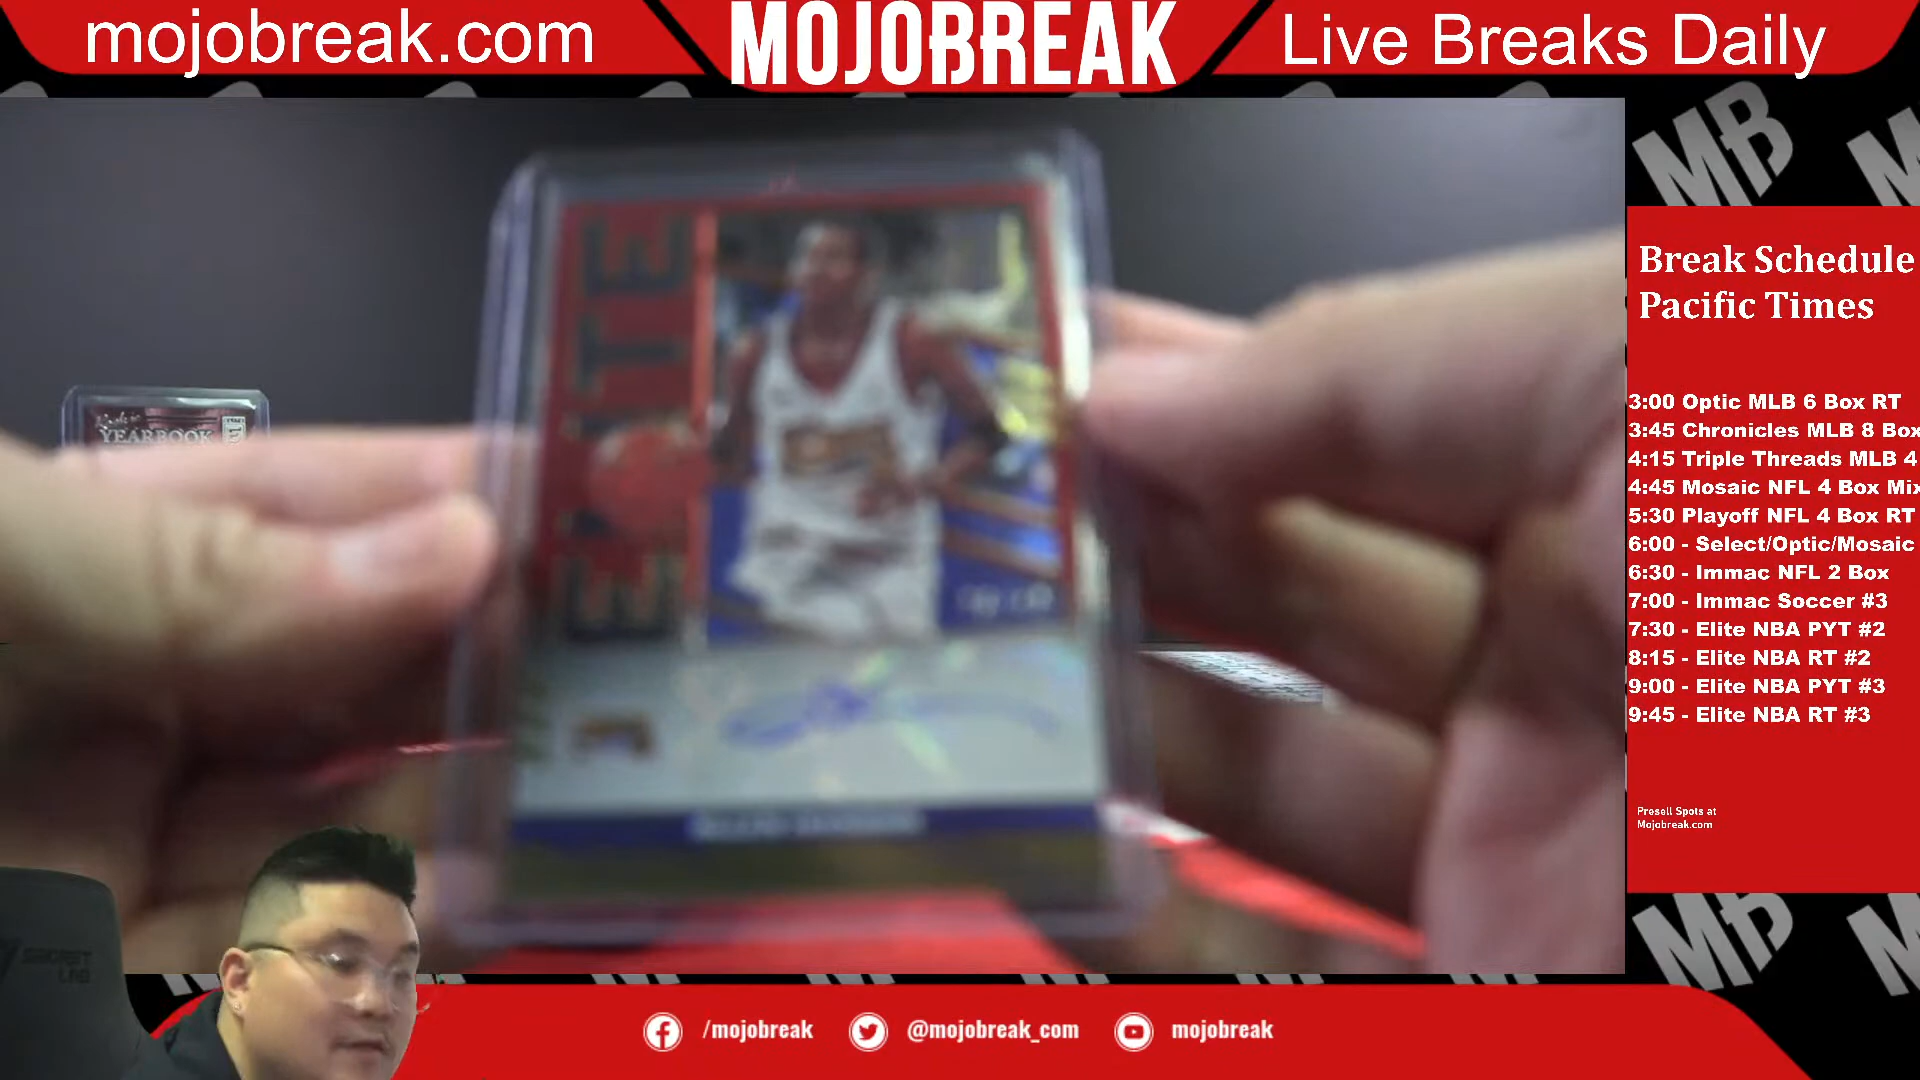 mojobreak.com
MOJOBREAK
Live Breaks Daily
MB
Break Schedule
Pacific Times
3:00 Optic MLB 6 Box RT
3:45 Chronicles MLB 8 Box
4:15 Triple Threads MLB 4
4:45 Mosaic NFL 4 Box Mix
5:30 Playoff NFL 4 Box RT
6:00 - Select/Optic/Mosaic
6:30 - Immac NFL 2 Box
7:00 - Immac Soccer #3
7:30 - Elite NBA PYT #2
8:15 - Elite NBA RT #2
9:00 - Elite NBA PYT #3
9:45 - Elite NBA RT #3
Presell Spots at
Mojobreak.com
YEARBOOK
SECRET
LAB
MB
/mojobreak
@mojobreak_com
mojobreak